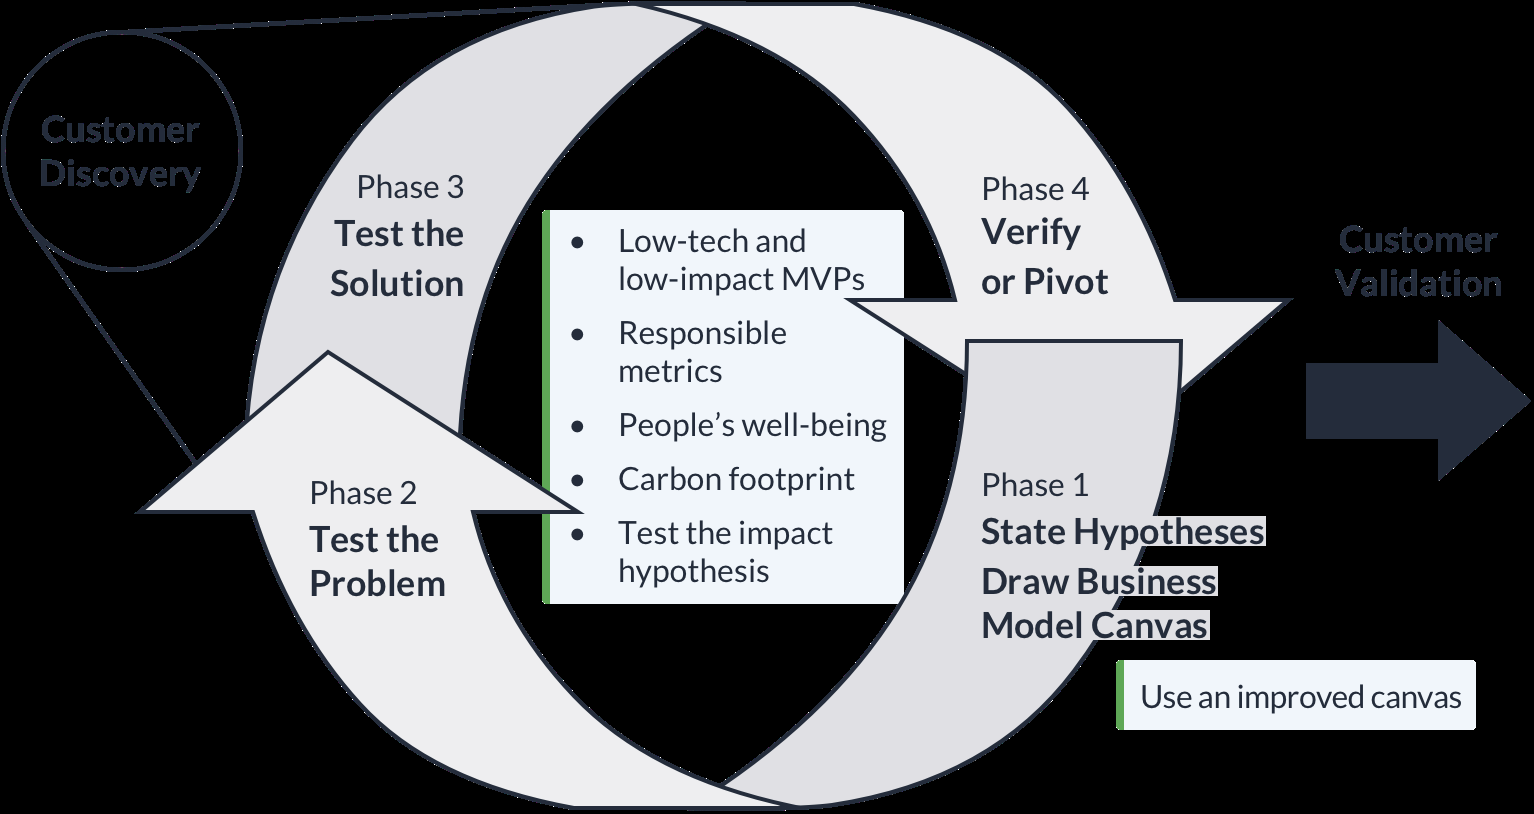 Customer
Discovery
Phase 3
Test the
Solution
Phase 4
Verify
or Pivot
Customer
Validation
• Low-tech and
low-impact MVPs
• Responsible
metrics
• People’s well-being
• Carbon footprint
• Test the impact
hypothesis
Phase 2
Test the
Problem
Phase 1
State Hypotheses
Draw Business
Model Canvas
Use an improved canvas